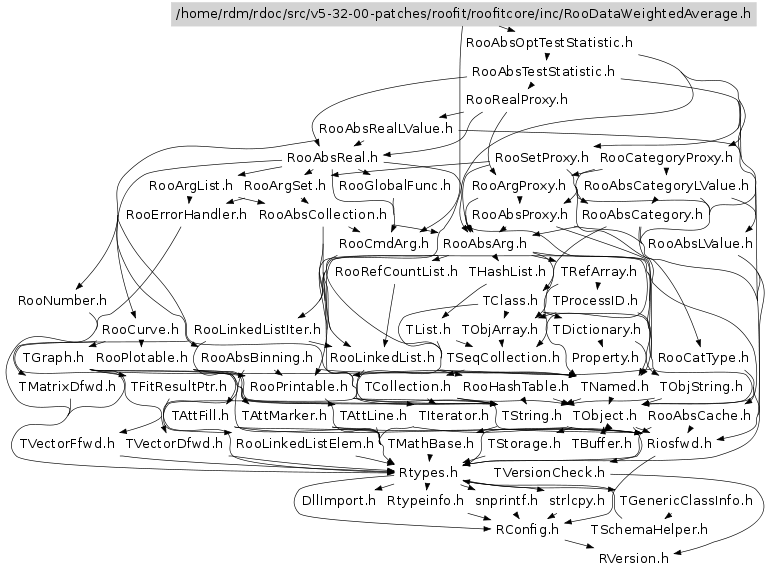 /home/rdm/rdoc/src/v5-32-00-patches/roofit/roofitcore/inc/RooDataWeightedAverage.h
RooAbsOptTestStatistic.h
RooAbsTestStatistic.h
RooRealProxy.h
RooAbsRealLValue.h
RooAbsReal.h RooSetProxy.h RooCategoryProxy.h
RooArgList.h RooArgSet.h RooGlobalFunc.h RooArgProxy.h RooAbsCategoryLValue.h
RooErrorHandler.h RooAbsCollection.h RooAbsProxy.h RooAbsCategory.h
RooCmdArg.h RooAbsArg.h RooAbsLValue.h
RooRefCountList.h THashList.h TRefArray.h
RooNumber.h TClass.h TProcessID.h
RooCurve.h RooLinkedListIter.h TList.h TObjArray.h TDictionary.h
TGraph.h RooPlotable.h RooAbsBinning.h RooLinkedList.h TSeqCollection.h Property.h RooCatType.h
TMatrixDfwd.h TFitResultPtr.h RooPrintable.h TCollection.h RooHashTable.h TNamed.h TObjString.h
TAttFill.h TAttMarker.h TAttLine.h TIterator.h TString.h TObject.h RooAbsCache.h
TVectorFfwd.h TVectorDfwd.h RooLinkedListElem.h TMathBase.h TStorage.h TBuffer.h Riosfwd.h
Rtypes.h TVersionCheck.h
DllImport.h Rtypeinfo.h snprintf.h strlcpy.h TGenericClassInfo.h
RConfig.h TSchemaHelper.h
RVersion.h